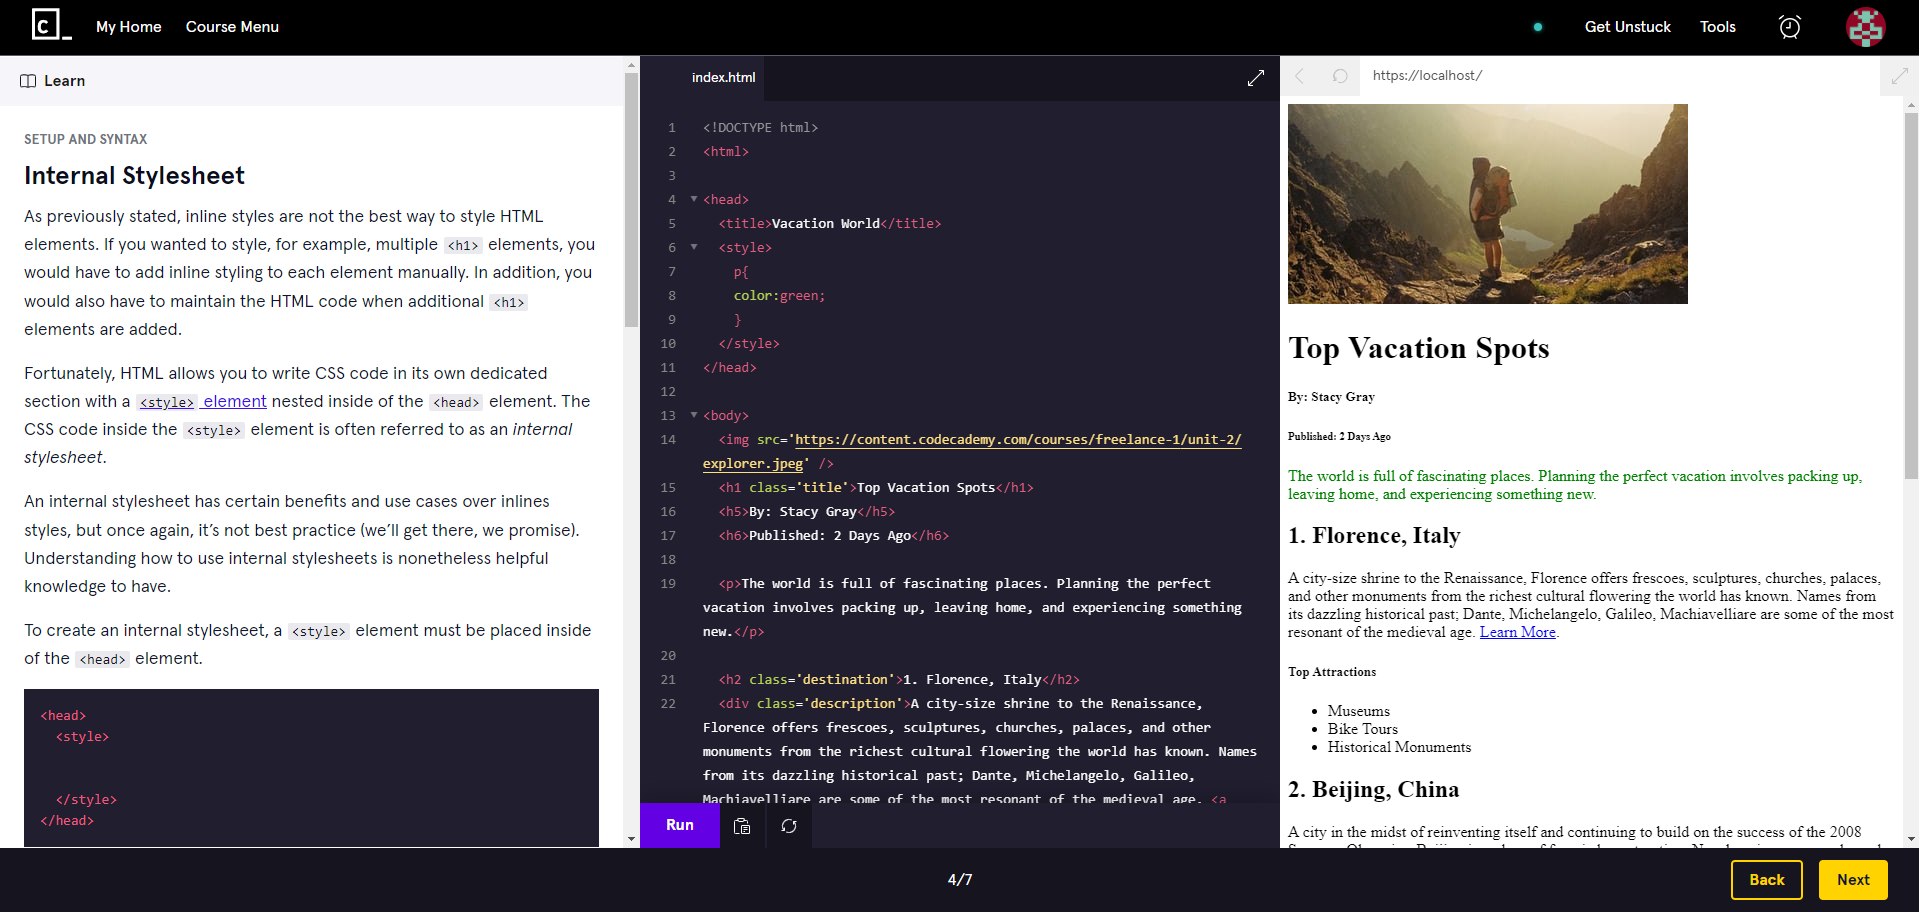 C_ My Home Course Menu Get Unstuck Tools
Learn
SETUP AND SYNTAX
Internal Stylesheet
As previously stated, inline styles are not the best way to style HTML
elements. If you wanted to style, for example, multiple <h1> elements, you
would have to add inline styling to each element manually. In addition, you
would also have to maintain the HTML code when additional <h1>
elements are added.
Fortunately, HTML allows you to write CSS code in its own dedicated
section with a <style> element nested inside of the <head> element. The
CSS code inside the <style> element is often referred to as an internal
stylesheet.
An internal stylesheet has certain benefits and use cases over inlines
styles, but once again, it's not best practice (we'll get there, we promise).
Understanding how to use internal stylesheets is nonetheless helpful
knowledge to have.
To create an internal stylesheet, a <style> element must be placed inside
of the <head> element.
<head>
<style>
</style>
</head>
index.html
1 <!DOCTYPE html>
2 <html>
3
4 <head>
5 <title>Vacation World</title>
6 <style>
7 p{
8 color:green;
9 }
10 </style>
11 </head>
12
13 <body>
14 <img src='https://content.codecademy.com/courses/freelance-1/unit-2/
explorer.jpeg' />
15 <h1 class='title'>Top Vacation Spots</h1>
16 <h5>By: Stacy Gray</h5>
17 <h6>Published: 2 Days Ago</h6>
18
19 <p>The world is full of fascinating places. Planning the perfect
vacation involves packing up, leaving home, and experiencing something
new.</p>
20
21 <h2 class='destination'>1. Florence, Italy</h2>
22 <div class='description'>A city-size shrine to the Renaissance,
Florence offers frescoes, sculptures, churches, palaces, and other
monuments from the richest cultural flowering the world has known. Names
from its dazzling historical past; Dante, Michelangelo, Galileo,
Machiavelliare are some of the most resonant of the medieval age. <a
Run
https://localhost/
Top Vacation Spots
By: Stacy Gray
Published: 2 Days Ago
The world is full of fascinating places. Planning the perfect vacation involves packing up,
leaving home, and experiencing something new.
1. Florence, Italy
A city-size shrine to the Renaissance, Florence offers frescoes, sculptures, churches, palaces,
and other monuments from the richest cultural flowering the world has known. Names from
its dazzling historical past; Dante, Michelangelo, Galileo, Machiavelliare are some of the most
resonant of the medieval age. Learn More.
Top Attractions
• Museums
• Bike Tours
• Historical Monuments
2. Beijing, China
A city in the midst of reinventing itself and continuing to build on the success of the 2008
4/7
Back Next